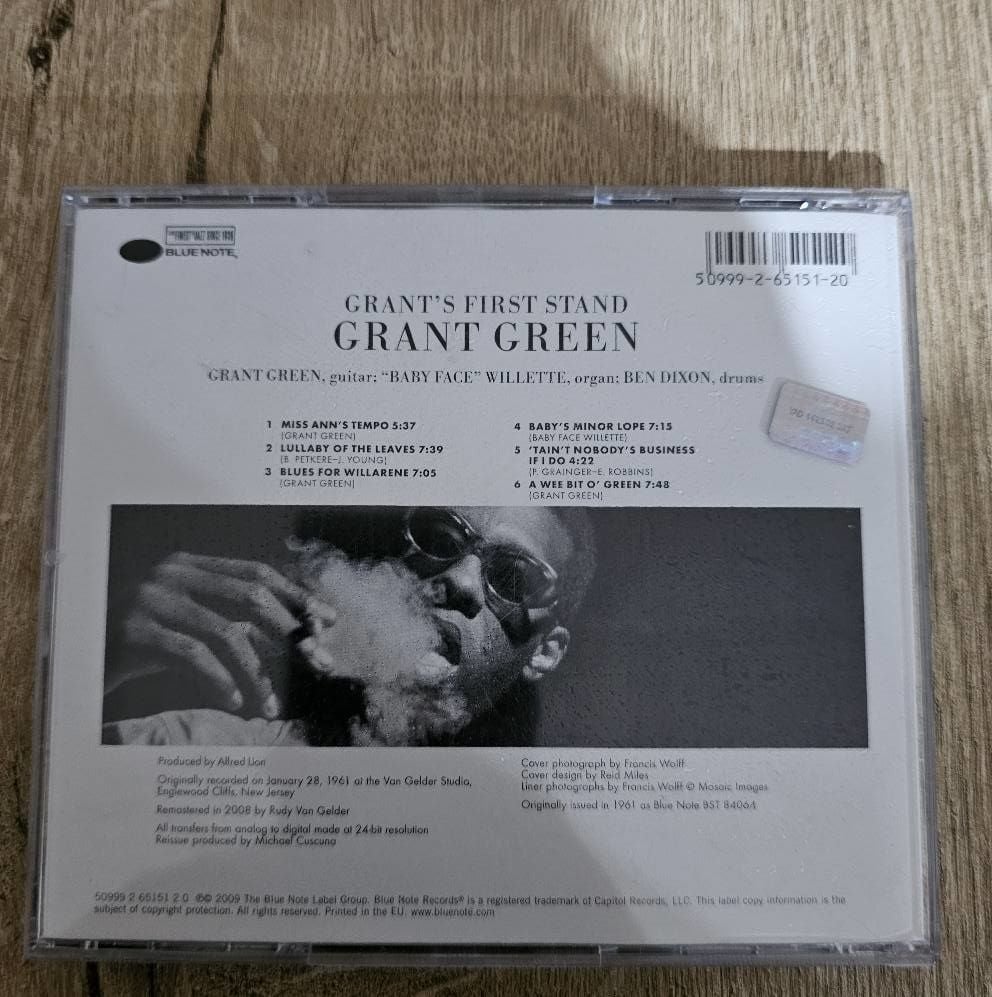 THE FINEST IN JAZZ SINCE 1939
BLUE NOTE
50999-2-65151-20
GRANT'S FIRST STAND
GRANT GREEN
GRANT GREEN, guitar; "BABY FACE" WILLETTE, organ; BEN DIXON, drums
1 MISS ANN'S TEMPO 5:37
(GRANT GREEN)
2 LULLABY OF THE LEAVES 7:39
(B. PETKERE–J. YOUNG)
3 BLUES FOR WILLARENE 7:05
(GRANT GREEN)
4 BABY'S MINOR LOPE 7:15
(BABY FACE WILLETTE)
5 'TAIN'T NOBODY'S BUSINESS
IF I DO 4:22
(P. GRAINGER–E. ROBBINS)
6 A WEE BIT O' GREEN 7:48
(GRANT GREEN)
Produced by Alfred Lion
Originally recorded on January 28, 1961 at the Van Gelder Studio,
Englewood Cliffs, New Jersey
Remastered in 2008 by Rudy Van Gelder
All transfers from analog to digital made at 24-bit resolution
Reissue produced by Michael Cuscuna
Cover photograph by Francis Wolff
Cover design by Reid Miles
Liner photographs by Francis Wolff © Mosaic Images
Originally issued in 1961 as Blue Note BST 84064
50999 2 65151 2 0 ℗© 2009 The Blue Note Label Group. Blue Note Records® is a registered trademark of Capitol Records, LLC. This label copy information is the
subject of copyright protection. All rights reserved. Printed in the EU. www.bluenote.com